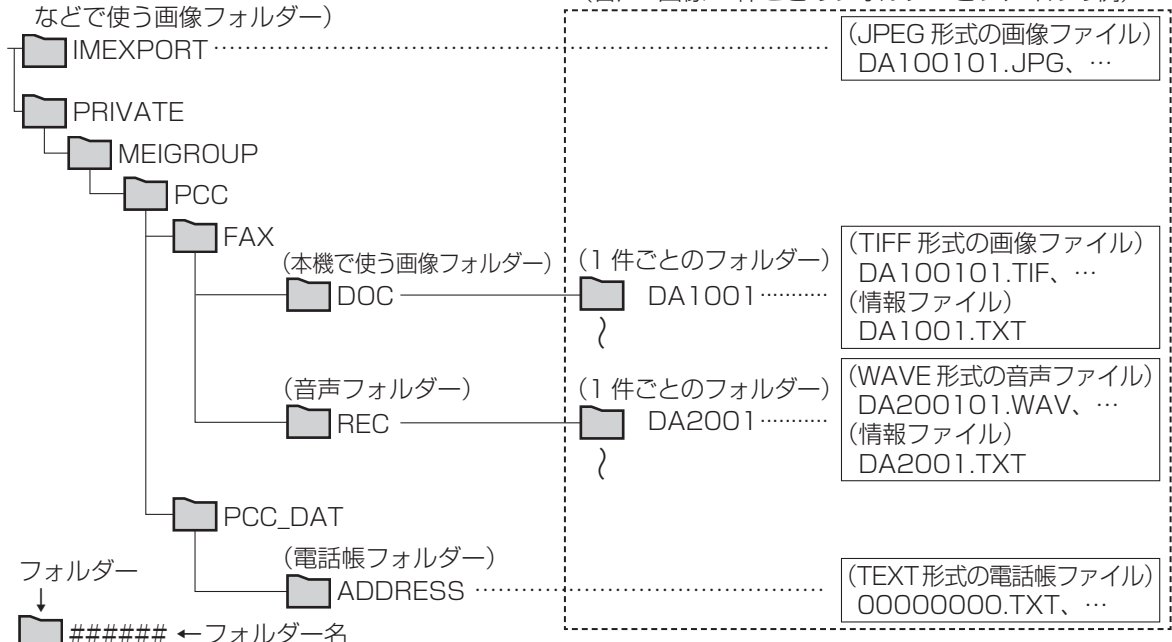 などで使う画像フォルダー)
IMEXPORT
(JPEG 形式の画像ファイル)
DA100101.JPG、…
PRIVATE
MEIGROUP
PCC
FAX
(本機で使う画像フォルダー)
DOC
(1 件ごとのフォルダー)
DA1001
(TIFF 形式の画像ファイル)
DA100101.TIF、…
(情報ファイル)
DA1001.TXT
(音声フォルダー)
REC
(1 件ごとのフォルダー)
DA2001
(WAVE 形式の音声ファイル)
DA200101.WAV、…
(情報ファイル)
DA2001.TXT
PCC_DAT
(電話帳フォルダー)
ADDRESS
(TEXT形式の電話帳ファイル)
00000000.TXT、…
フォルダー
↓
###### ←フォルダー名